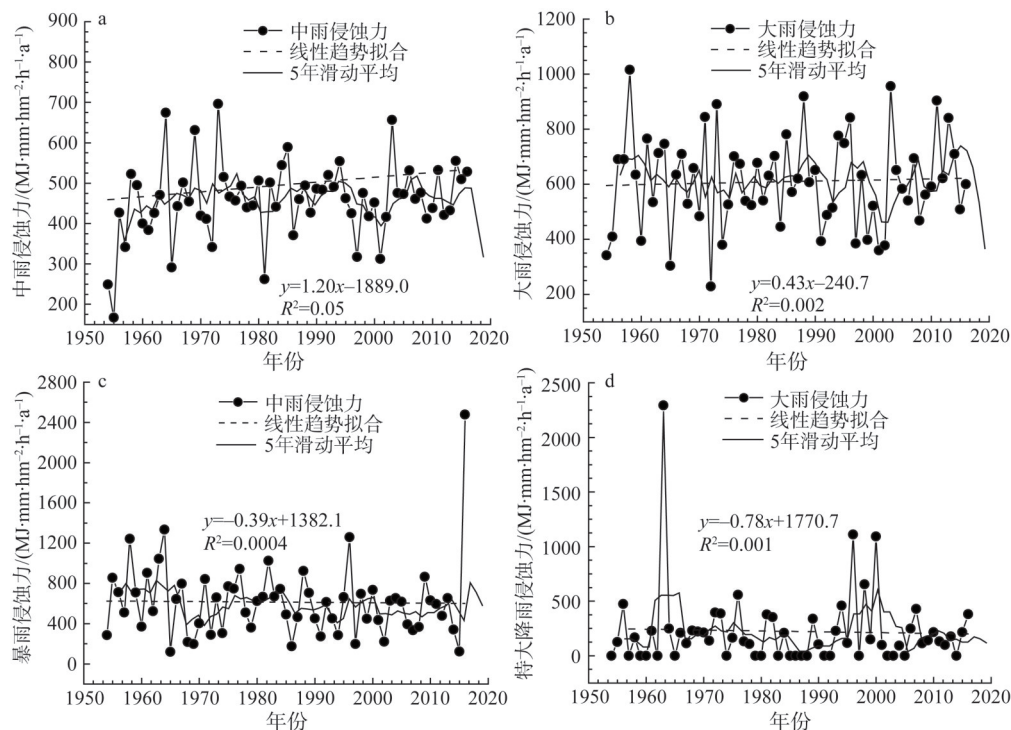 a
中雨侵蚀力
线性趋势拟合
5年滑动平均
中雨侵蚀力/(MJ·mm·hm⁻²·h⁻¹·a⁻¹)
900
800
700
600
500
400
300
200
y=1.20x–1889.0
R²=0.05
1950 1960 1970 1980 1990 2000 2010 2020
年份
b
大雨侵蚀力
线性趋势拟合
5年滑动平均
大雨侵蚀力/(MJ·mm·hm⁻²·h⁻¹·a⁻¹)
1200
1000
800
600
400
200
0
y=0.43x–240.7
R²=0.002
1950 1960 1970 1980 1990 2000 2010 2020
年份
c
中雨侵蚀力
线性趋势拟合
5年滑动平均
暴雨侵蚀力/(MJ·mm·hm⁻²·h⁻¹·a⁻¹)
2800
2400
2000
1600
1200
800
400
0
y=–0.39x+1382.1
R²=0.0004
1950 1960 1970 1980 1990 2000 2010 2020
年份
d
大雨侵蚀力
线性趋势拟合
5年滑动平均
特大降雨侵蚀力/(MJ·mm·hm⁻²·h⁻¹·a⁻¹)
2500
2000
1500
1000
500
0
y=–0.78x+1770.7
R²=0.001
1950 1960 1970 1980 1990 2000 2010 2020
年份